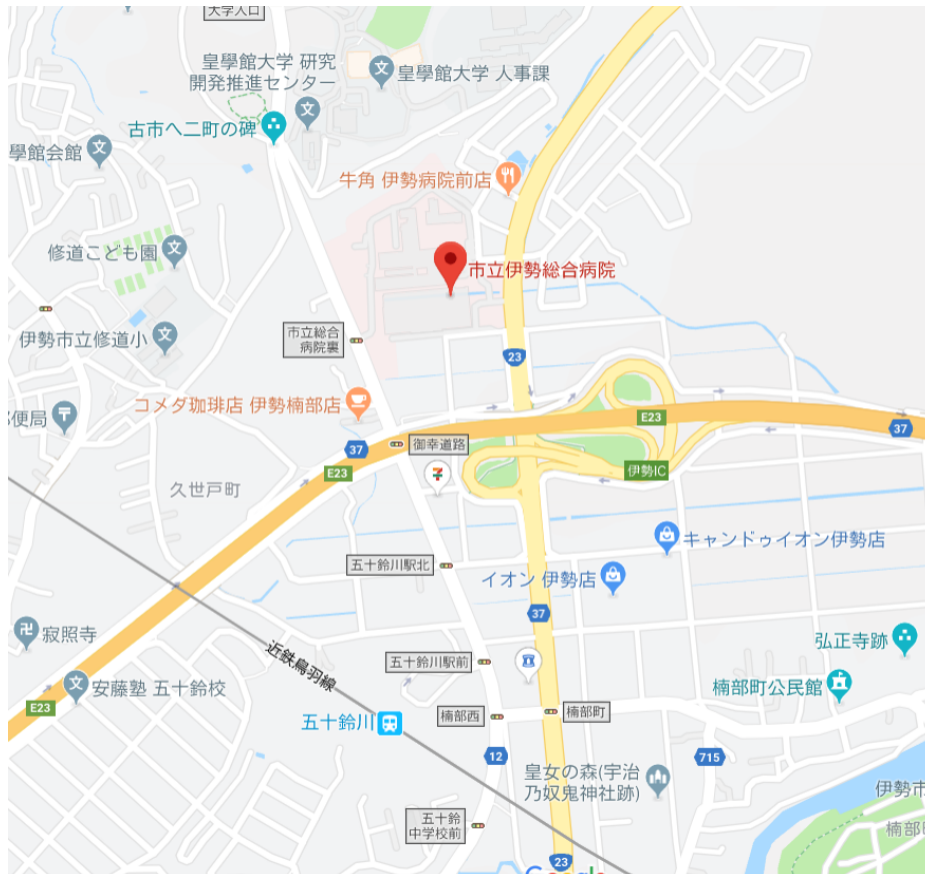 大学入口
皇學館大学 研究
開発推進センター
皇學館大学 人事課
古市へ二町の碑
學館会館
牛角 伊勢病院前店
修道こども園
市立伊勢総合病院
伊勢市立修道小
市立総合
病院裏
23
コメダ珈琲店 伊勢楠部店
便局
E23
37
37
御幸道路
E23
7
伊勢IC
久世戸町
キャンドゥイオン伊勢店
五十鈴川駅北
イオン 伊勢店
37
寂照寺
近鉄鳥羽線
五十鈴川駅前
弘正寺跡
安藤塾 五十鈴校
楠部町公民館
E23
五十鈴川
楠部西
楠部町
12
715
皇女の森(宇治
乃奴鬼神社跡)
伊勢市
楠部
五十鈴
中学校前
23
Google